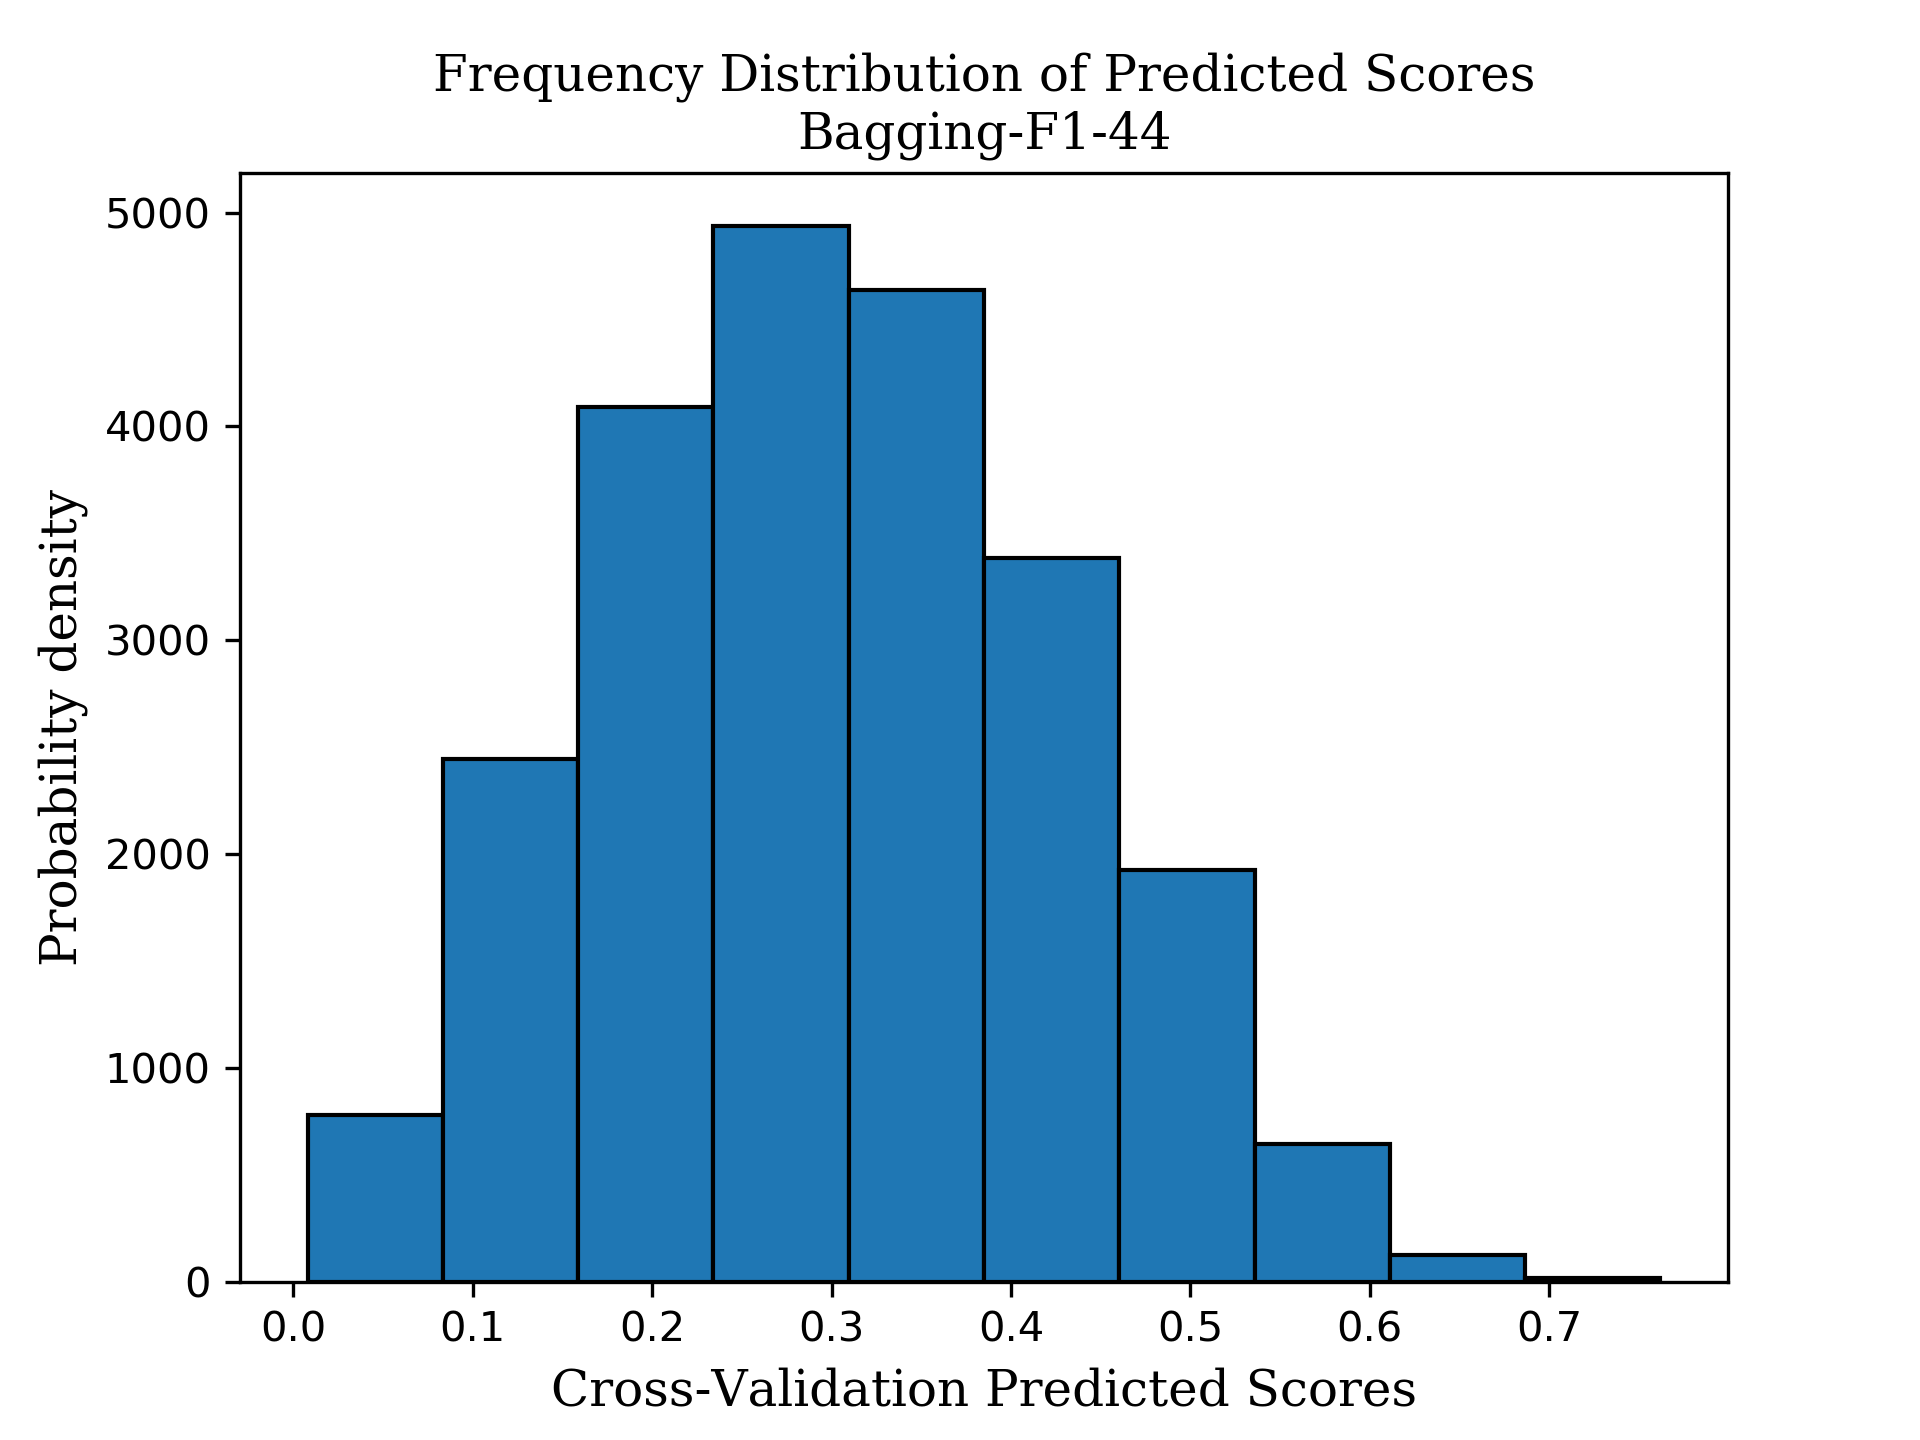 Frequency Distribution of Predicted Scores
Bagging-F1-44
Probability density
5000
4000
3000
2000
1000
0
0.0 0.1 0.2 0.3 0.4 0.5 0.6 0.7
Cross-Validation Predicted Scores